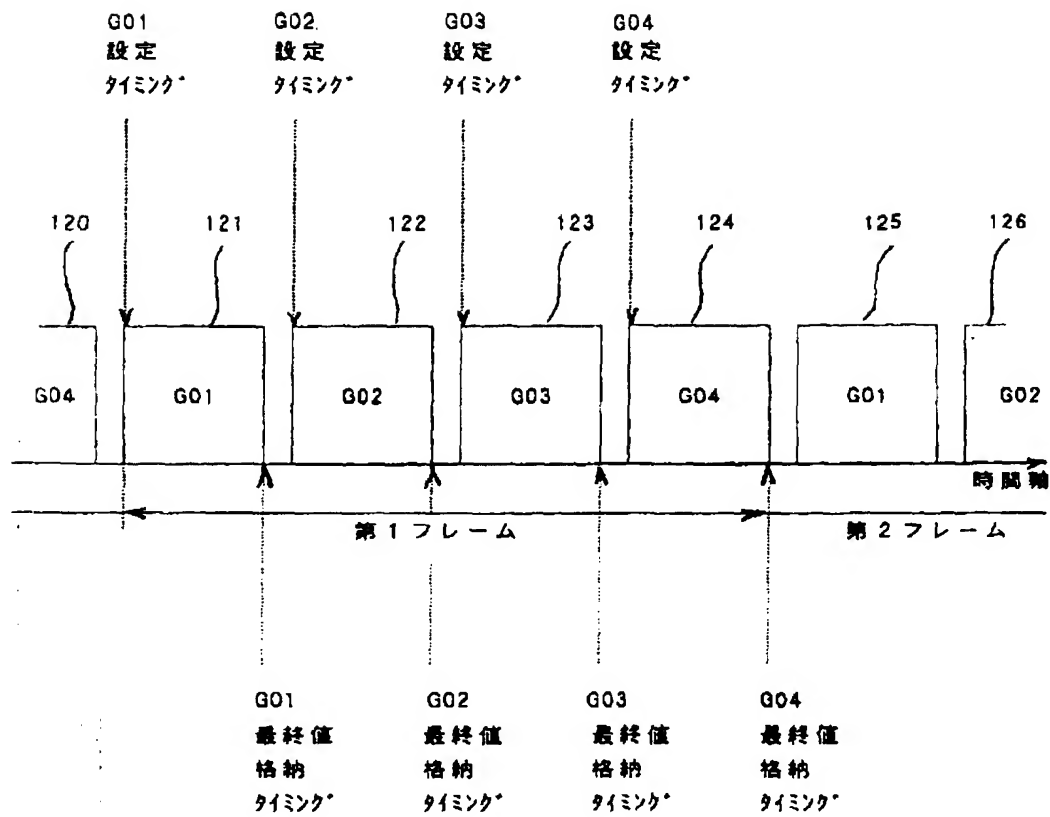 G01
設定
タイミング
G02.
設定
タイミング
G03
設定
タイミング
G04
設定
タイミング
120
121
122
123
124
125
126
G04
G01
G02
G03
G04
G01
G02
時間軸
第1フレーム
第2フレーム
G01
最終値
格納
タイミング
G02
最終値
格納
タイミング
G03
最終値
格納
タイミング
G04
最終値
格納
タイミング